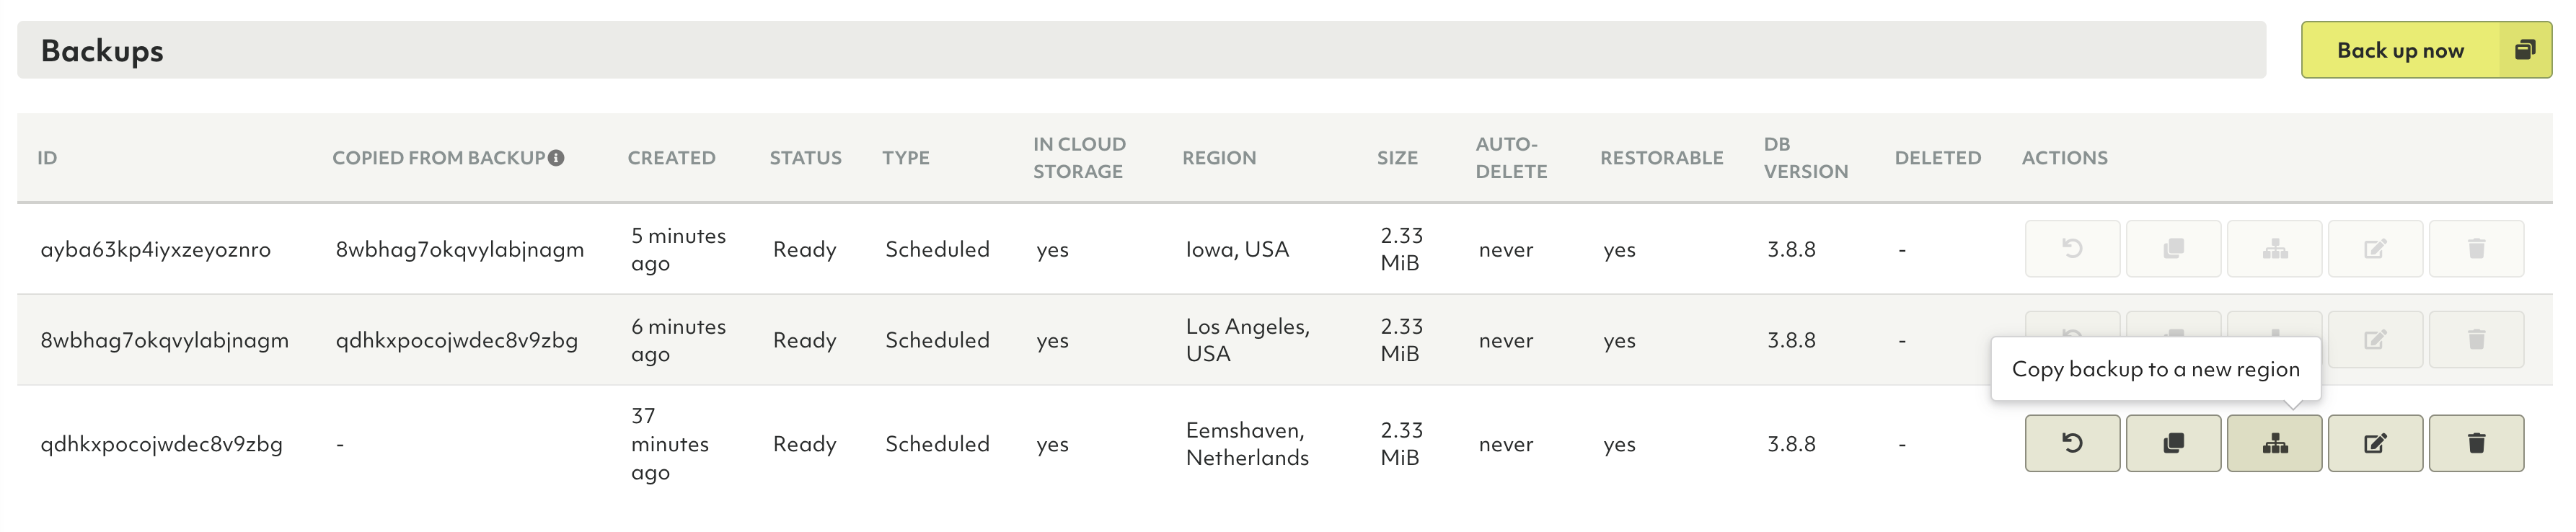 Backups
Back up now
ID COPIED FROM BACKUP CREATED STATUS TYPE IN CLOUD STORAGE REGION SIZE AUTO-DELETE RESTORABLE DB VERSION DELETED ACTIONS
ayba63kp4iyxzeyoznro 8wbhag7okqvylabjnagm 5 minutes ago Ready Scheduled yes Iowa, USA 2.33 MiB never yes 3.8.8 -
8wbhag7okqvylabjnagm qdhkxpocojwdec8v9zbg 6 minutes ago Ready Scheduled yes Los Angeles, USA 2.33 MiB never yes 3.8.8 -
Copy backup to a new region
qdhkxpocojwdec8v9zbg - 37 minutes ago Ready Scheduled yes Eemshaven, Netherlands 2.33 MiB never yes 3.8.8 -